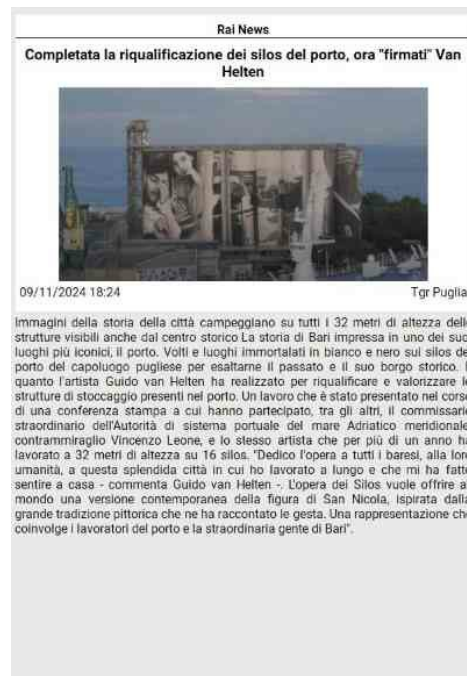 Rai News
Completata la riqualificazione dei silos del porto, ora "firmati" Van
Helten
09/11/2024 18:24
Tgr Puglia
Immagini della storia della città campeggiano su tutti i 32 metri di altezza dell
strutture visibili anche dal centro storico La storia di Bari impressa in uno dei suo
luoghi più iconici, il porto. Volti e luoghi immortalati in bianco e nero sui silos de
porto del capoluogo pugliese per esaltarne il passato e il suo borgo storico.
quanto l'artista Guido van Helten ha realizzato per riqualificare e valorizzare l
strutture di stoccaggio presenti nel porto. Un lavoro che è stato presentato nel cors
di una conferenza stampa a cui hanno partecipato, tra gli altri, il commissario
straordinario dell'Autorità di sistema portuale del mare Adriatico meridionale
contrammiraglio Vincenzo Leone, e lo stesso artista che per più di un anno ha
lavorato a 32 metri di altezza su 16 silos. "Dedico l'opera a tutti i baresi, alla lor
umanità, a questa splendida città in cui ho lavorato a lungo e che mi ha fatto
sentire a casa - commenta Guido van Helten -. L'opera dei Silos vuole offrire a
mondo una versione contemporanea della figura di San Nicola, ispirata dalla
grande tradizione pittorica che ne ha raccontato le gesta. Una rappresentazione che
coinvolge i lavoratori del porto e la straordinaria gente di Bari".